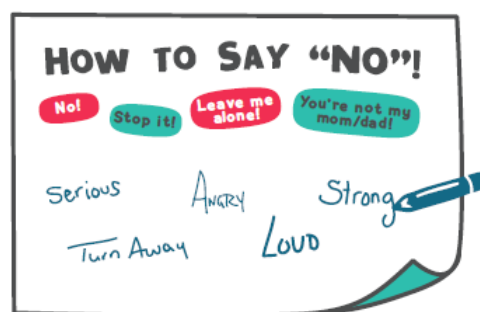 HOW TO SAY “NO”!
No!
Stop it!
Leave me
alone!
You're not my
mom/dad!
Serious
ANGRY
Strong
Turn Away
LOUD